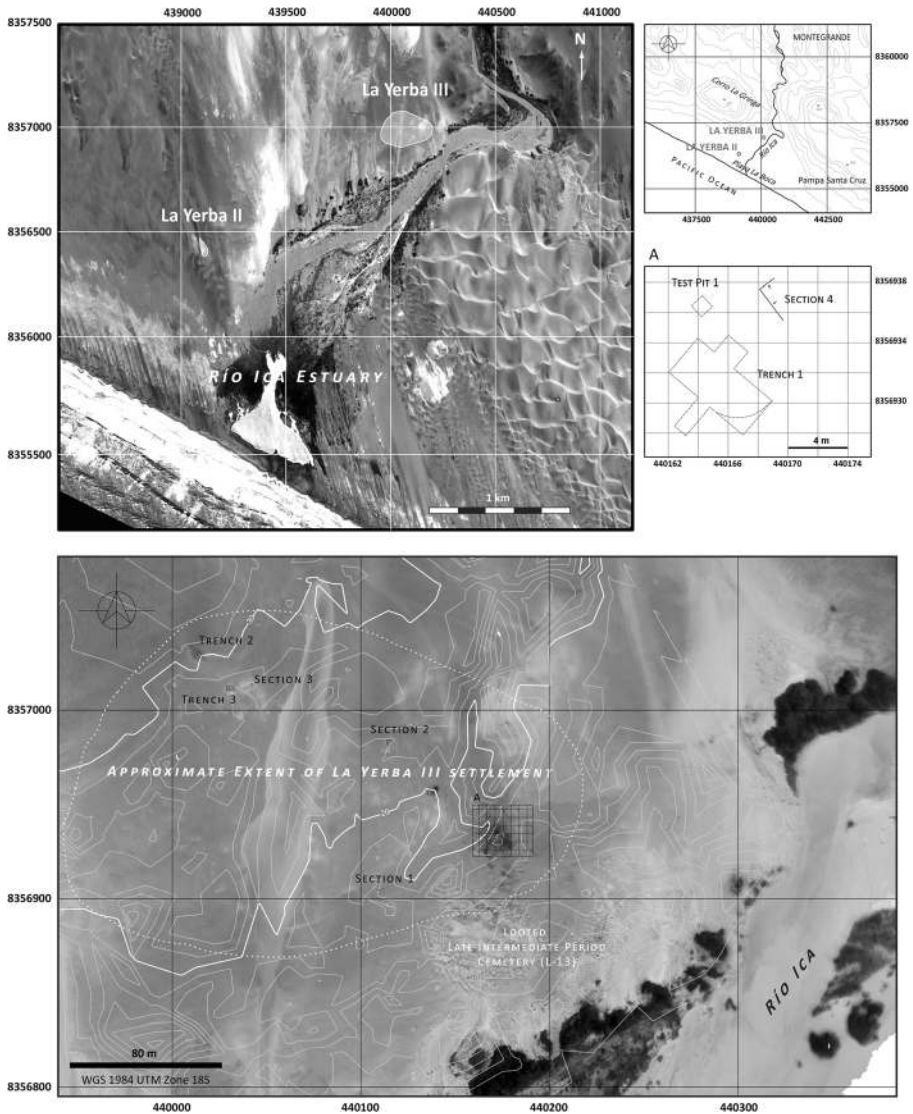 439000 439500 440000 440500 441000
8357500
8357000
8356500
8356000
8355500
N
La Yerba III
La Yerba II
RÍO ICA ESTUARY
1 km
MONTEGRANDE
Cerro La Gringa
LA YERBA III
LA YERBA II
Río Ica
Playa La Boca
PACIFIC OCEAN
Pampa Santa Cruz
8360000
8357500
8355000
437500 440000 442500
A
TEST PIT 1
SECTION 4
TRENCH 1
8356938
8356934
8356930
4 m
440162 440166 440170 440174
TRENCH 2
SECTION 3
TRENCH 3
SECTION 2
APPROXIMATE EXTENT OF LA YERBA III SETTLEMENT
A
10
SECTION 1
LOOTED
LATE INTERMEDIATE PERIOD
CEMETERY (L-13)
RÍO ICA
8357000
8356900
8356800
80 m
WGS 1984 UTM Zone 18S
440000 440100 440200 440300